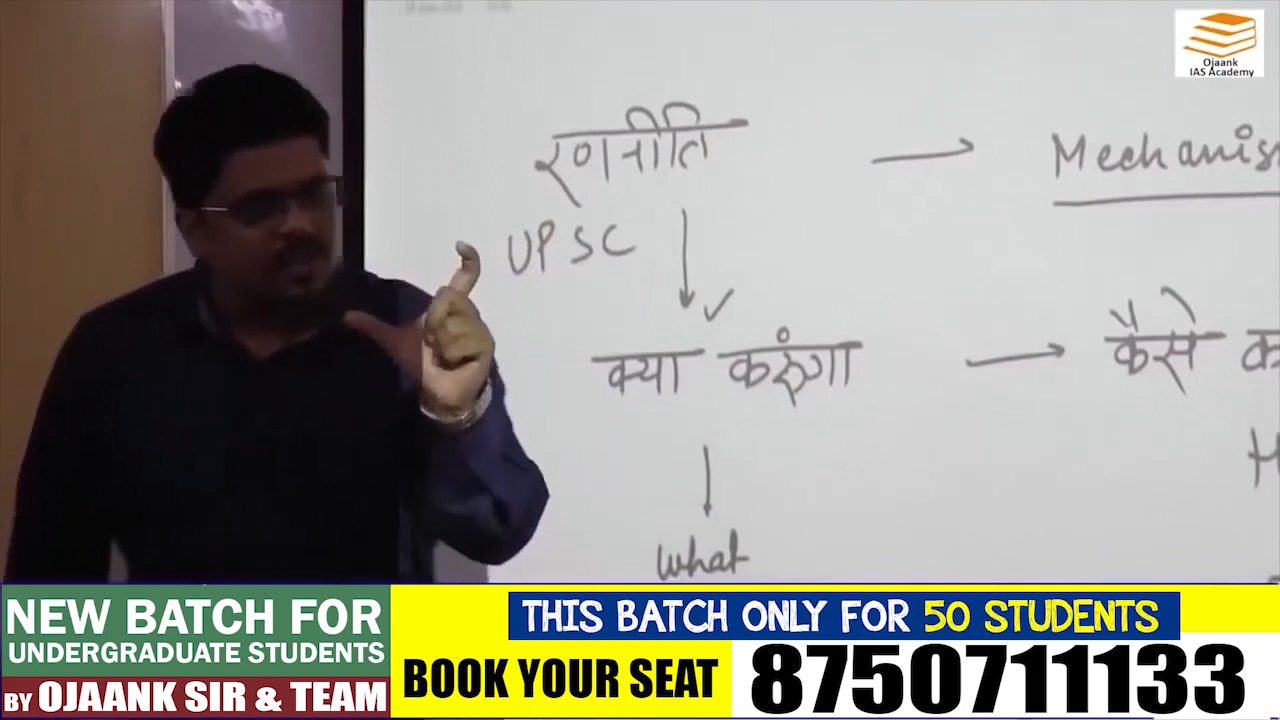 Ojaank
IAS Academy
रणनीति → Mechanis
UPSC
क्या करुंगा → कैसे क
H
what
NEW BATCH FOR
UNDERGRADUATE STUDENTS
BY OJAANK SIR & TEAM
THIS BATCH ONLY FOR 50 STUDENTS
BOOK YOUR SEAT
8750711133